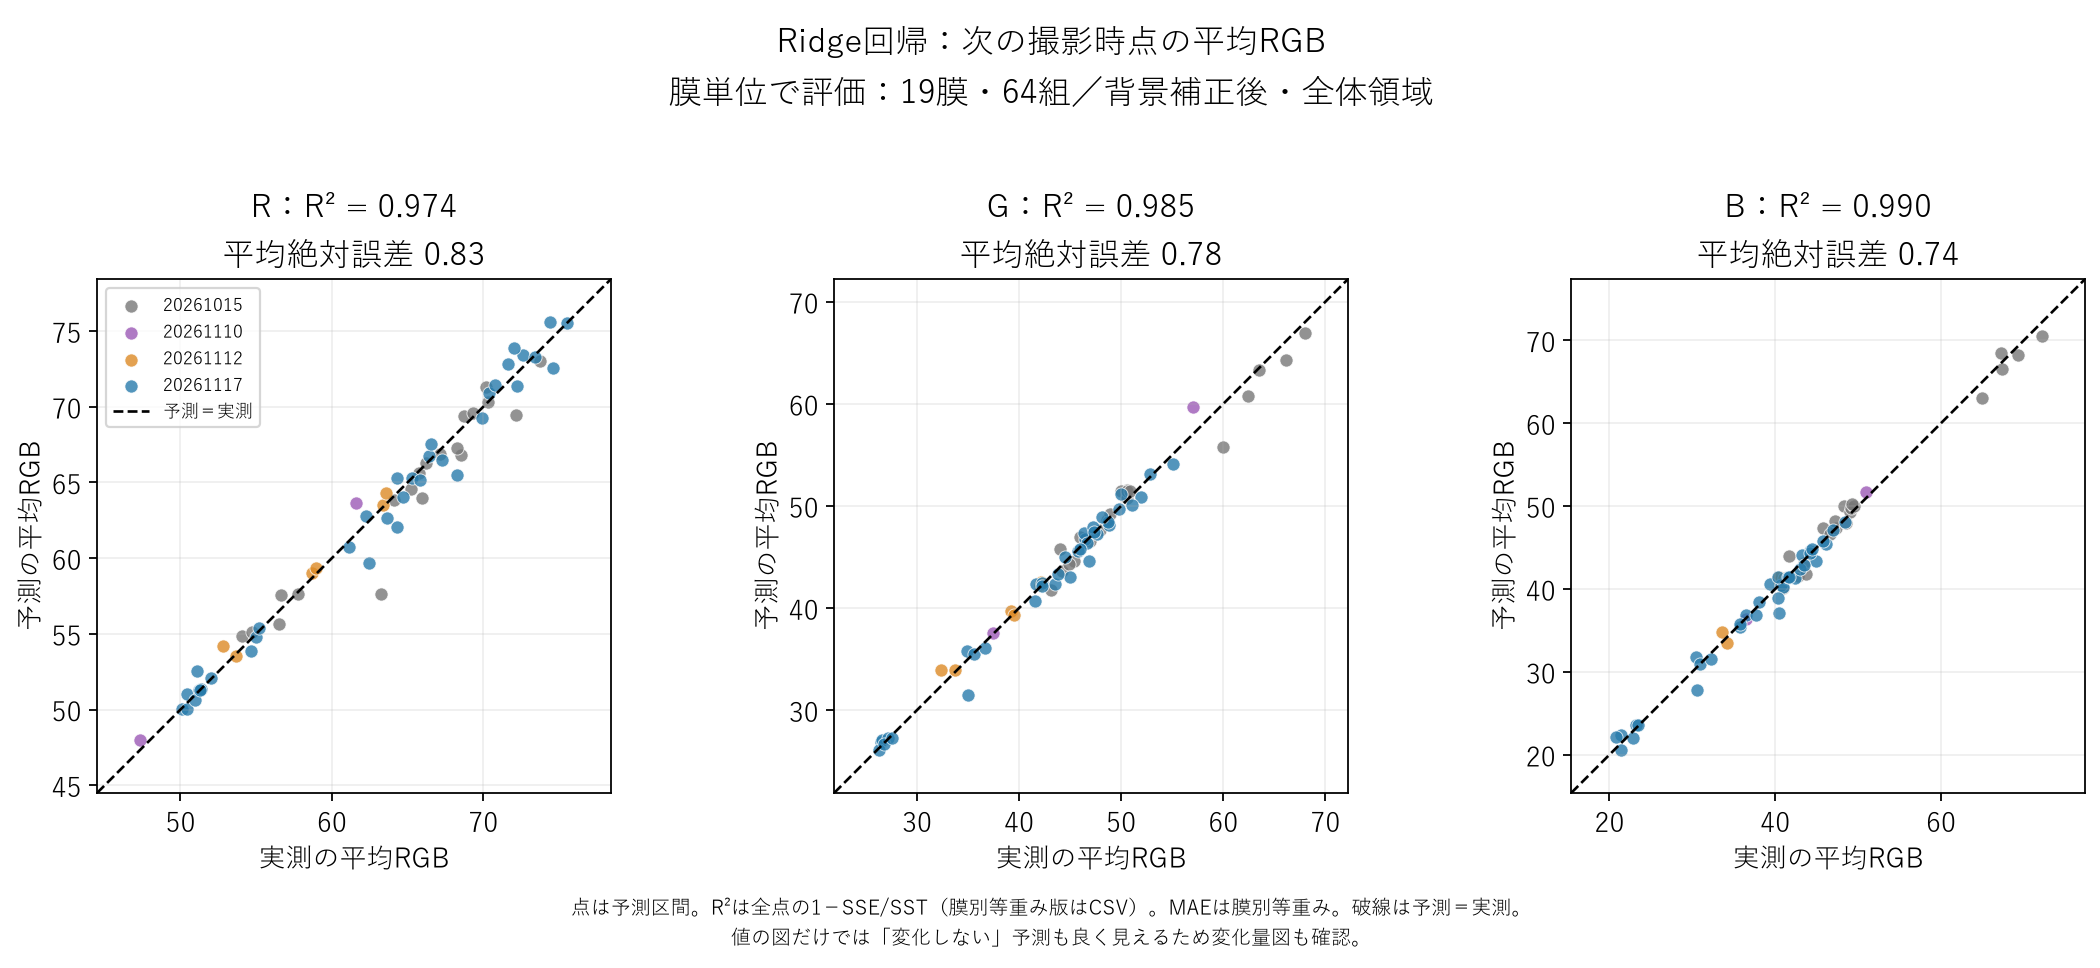 Ridge回帰：次の撮影時点の平均RGB
膜単位で評価：19膜・64組／背景補正後・全体領域
R：R² = 0.974
平均絶対誤差 0.83
75
70
65
60
55
50
45
50
60
70
予測の平均RGB
実測の平均RGB
20261015
20261110
20261112
20261117
予測＝実測
G：R² = 0.985
平均絶対誤差 0.78
70
60
50
40
30
30
40
50
60
70
予測の平均RGB
実測の平均RGB
B：R² = 0.990
平均絶対誤差 0.74
70
60
50
40
30
20
20
40
60
予測の平均RGB
実測の平均RGB
点は予測区間。R²は全点の1－SSE/SST（膜別等重み版はCSV）。MAEは膜別等重み。破線は予測＝実測。
値の図だけでは「変化しない」予測も良く見えるため変化量図も確認。